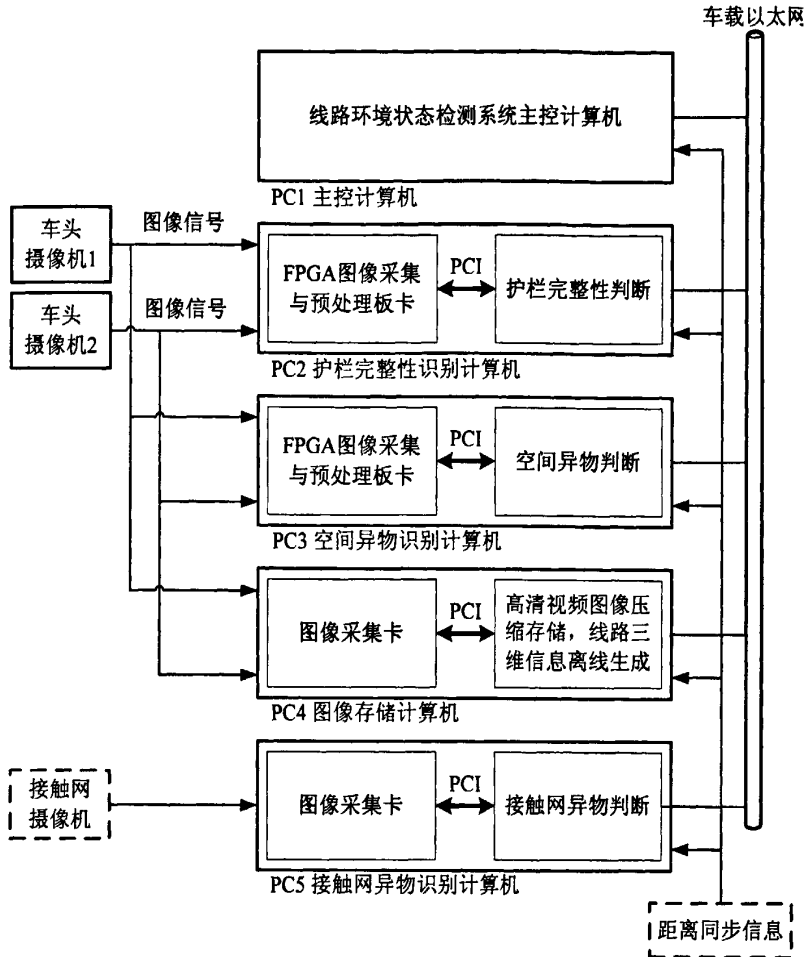 车载以太网
线路环境状态检测系统主控计算机
PC1 主控计算机
车头
摄像机1
图像信号
车头
摄像机2
图像信号
FPGA图像采集
与预处理板卡
PCI
护栏完整性判断
PC2 护栏完整性识别计算机
FPGA图像采集
与预处理板卡
PCI
空间异物判断
PC3 空间异物识别计算机
图像采集卡
PCI
高清视频图像压
缩存储，线路三
维信息离线生成
PC4 图像存储计算机
接触网
摄像机
图像采集卡
PCI
接触网异物判断
PC5 接触网异物识别计算机
距离同步信息